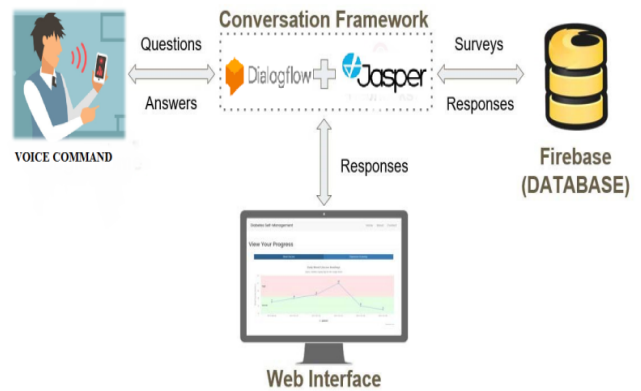 Conversation Framework
Questions
Answers
Dialogflow
Jasper
Surveys
Responses
VOICE COMMAND
Firebase
(DATABASE)
Responses
View Your Progress
Web Interface